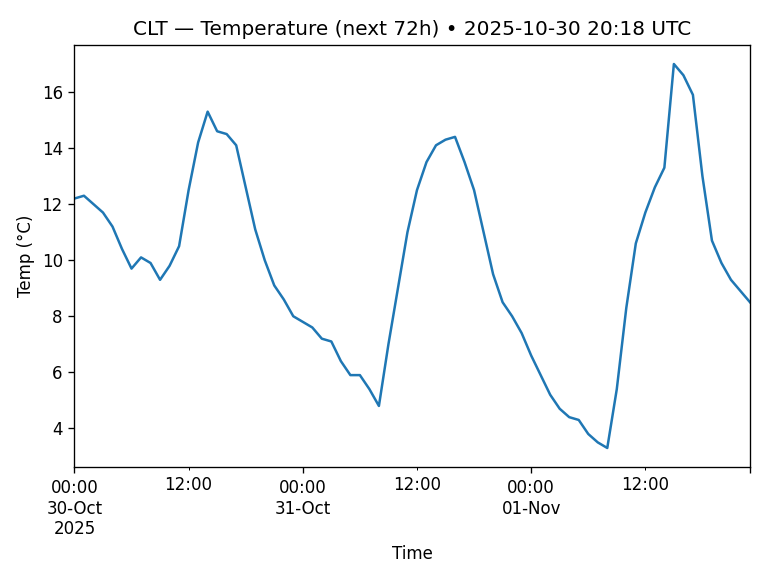 CLT — Temperature (next 72h) • 2025-10-30 20:18 UTC
Temp (°C)
16
14
12
10
8
6
4
00:00 12:00 00:00 12:00 00:00 12:00
30-Oct 31-Oct 01-Nov
2025
Time